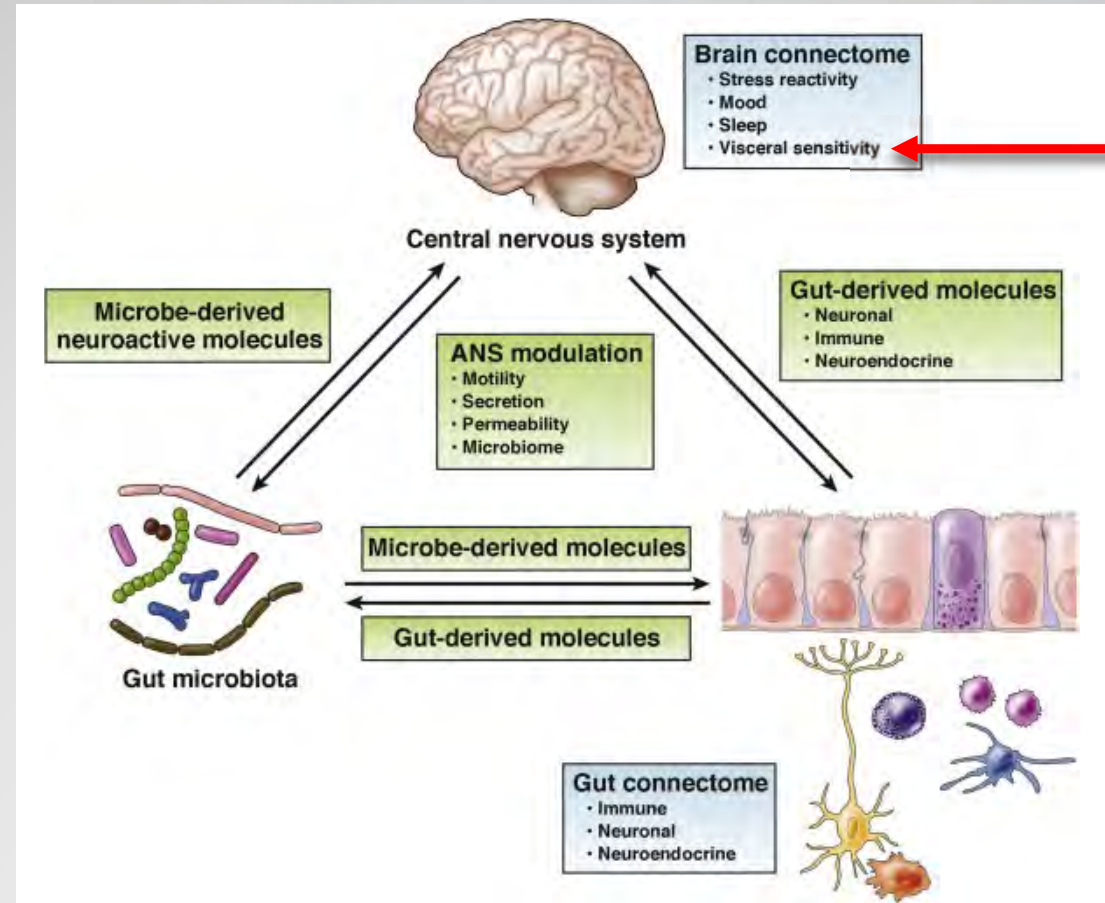 Brain connectome
· Stress reactivity
· Mood
· Sleep
· Visceral sensitivity
Central nervous system
Microbe-derived
neuroactive molecules
ANS modulation
· Motility
· Secretion
· Permeability
· Microbiome
Gut-derived molecules
· Neuronal
· Immune
· Neuroendocrine
Microbe-derived molecules
Gut-derived molecules
Gut microbiota
Gut connectome
· Immune
· Neuronal
· Neuroendocrine